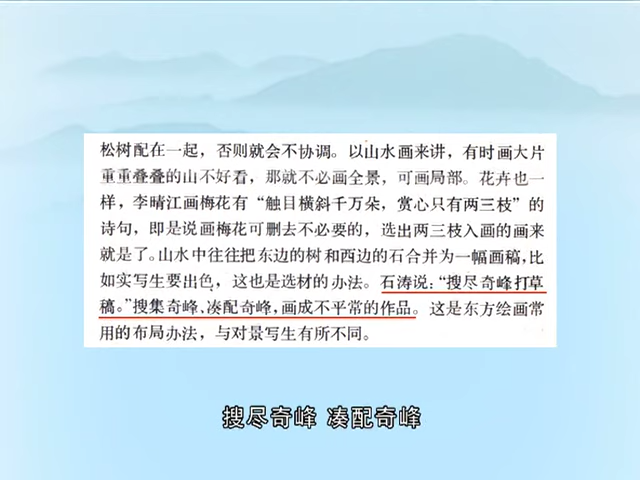 松树配在一起，否则就会不协调。以山水画来讲，有时画大片
重重叠叠的山不好看，那就不必画全景，可画局部。花卉也一
样，李晴江画梅花有“触目横斜千万朵，赏心只有两三枝”的
诗句，即是说画梅花可删去不必要的，选出两三枝入画的画来
就是了。山水中往往把东边的树和西边的石合并为一幅画稿，比
如实写生要出色，这也是选材的办法。石涛说：“搜尽奇峰打草
稿。”搜集奇峰、凑配奇峰，画成不平常的作品。这是东方绘画常
用的布局办法，与对景写生有所不同。
搜尽奇峰 凑配奇峰